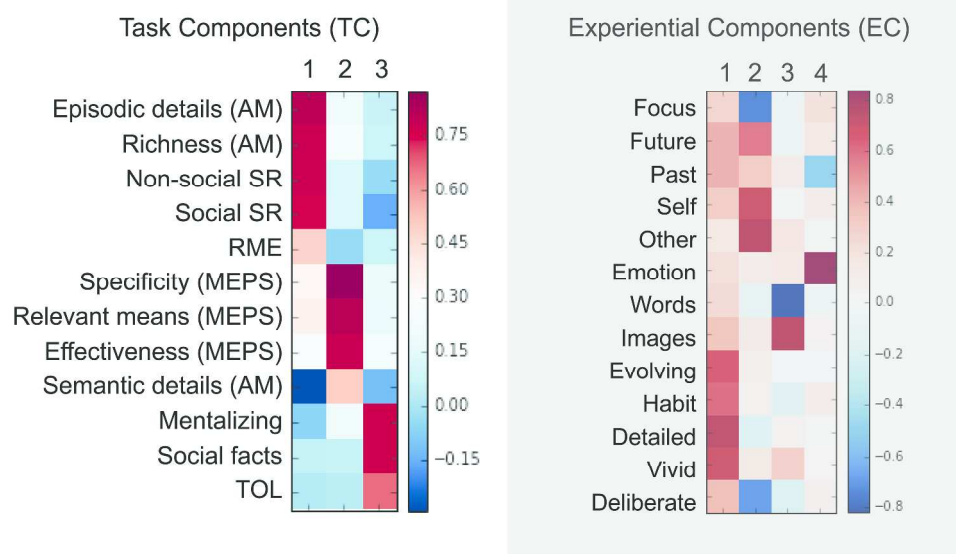 Task Components (TC)
1 2 3
Episodic details (AM)
Richness (AM)
Non-social SR
Social SR
RME
Specificity (MEPS)
Relevant means (MEPS)
Effectiveness (MEPS)
Semantic details (AM)
Mentalizing
Social facts
TOL
0.75
0.60
0.45
0.30
0.15
0.00
−0.15
Experiential Components (EC)
1 2 3 4
Focus
Future
Past
Self
Other
Emotion
Words
Images
Evolving
Habit
Detailed
Vivid
Deliberate
0.8
0.6
0.4
0.2
0.0
−0.2
−0.4
−0.6
−0.8